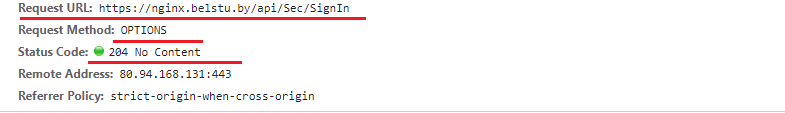 Request URL: https://nginx.belstu.by/api/Sec/SignIn
Request Method: OPTIONS
Status Code: 204 No Content
Remote Address: 80.94.168.131:443
Referrer Policy: strict-origin-when-cross-origin